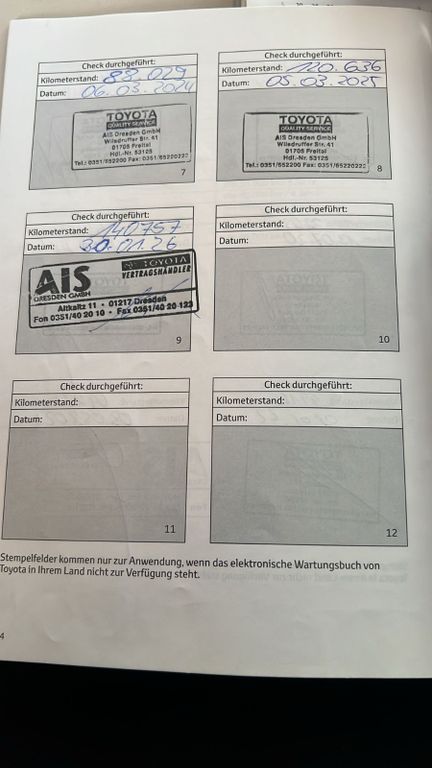 Check durchgeführt:
Kilometerstand: 88.029
Datum: 06.03.2024
TOYOTA
QUALITY SERVICE
AIS Dresden GmbH
Wilsdruffer Str. 41
01705 Freital
Hdl.-Nr. 53125
Tel.: 0351/652200 Fax: 0351/65220222
7
Check durchgeführt:
Kilometerstand: 120.636
Datum: 05.03.2025
TOYOTA
QUALITY SERVICE
AIS Dresden GmbH
Wilsdruffer Str. 41
01705 Freital
Hdl.-Nr. 53125
Tel.: 0351/652200 Fax: 0351/65220222
8
Check durchgeführt:
Kilometerstand: 140757
Datum: 30.01.26
AIS
DRESDEN GMBH
TOYOTA
VERTRAGSHÄNDLER
Altkaitz 11 • 01217 Dresden
Fon 0351/40 20 10 • Fax 0351/40 20 123
9
Check durchgeführt:
Kilometerstand:
Datum:
10
Check durchgeführt:
Kilometerstand:
Datum:
11
Check durchgeführt:
Kilometerstand:
Datum:
12
Stempelfelder kommen nur zur Anwendung, wenn das elektronische Wartungsbuch von
Toyota in Ihrem Land nicht zur Verfügung steht.
4